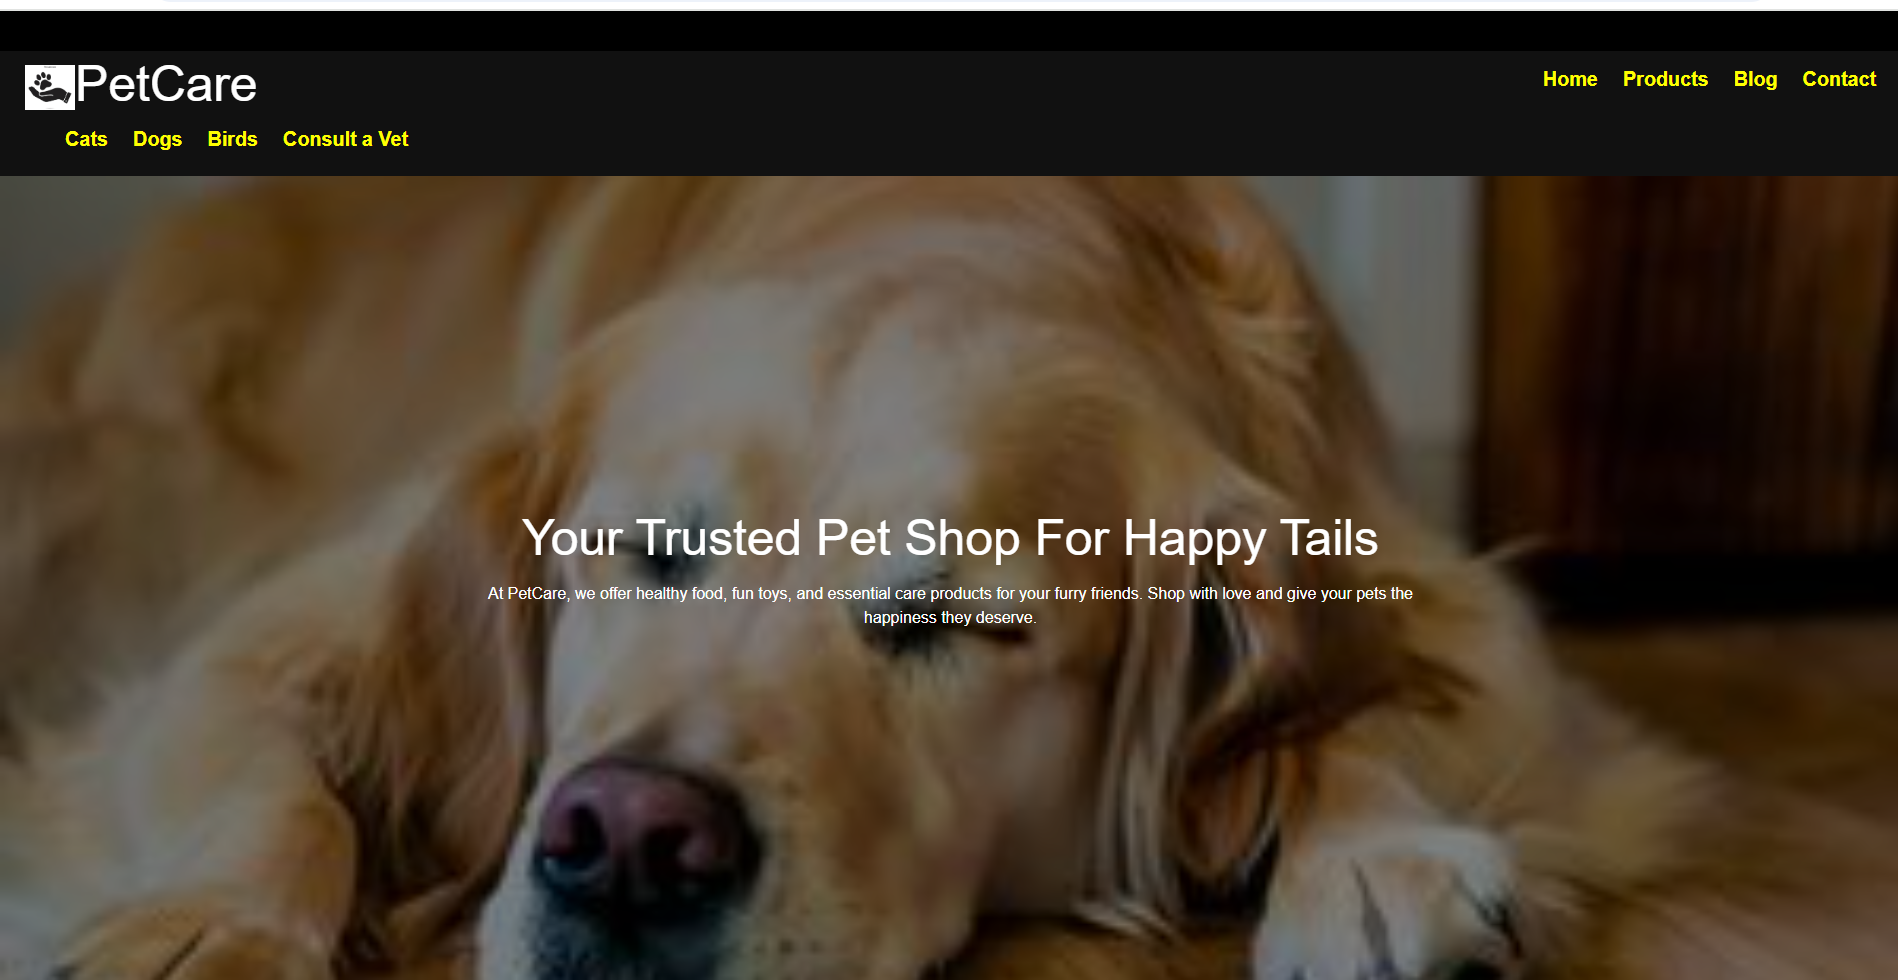 PetCare
Home Products Blog Contact
Cats Dogs Birds Consult a Vet
Your Trusted Pet Shop For Happy Tails
At PetCare, we offer healthy food, fun toys, and essential care products for your furry friends. Shop with love and give your pets the
happiness they deserve.